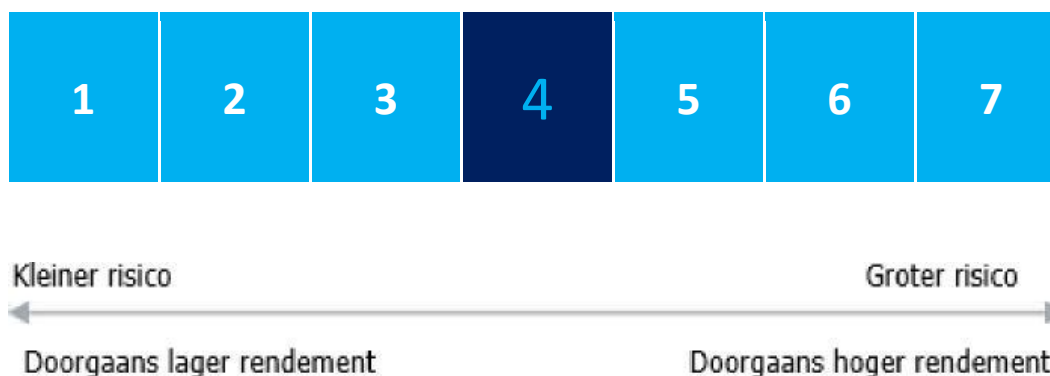 1 2 3 4 5 6 7
Kleiner risico Groter risico
Doorgaans lager rendement Doorgaans hoger rendement